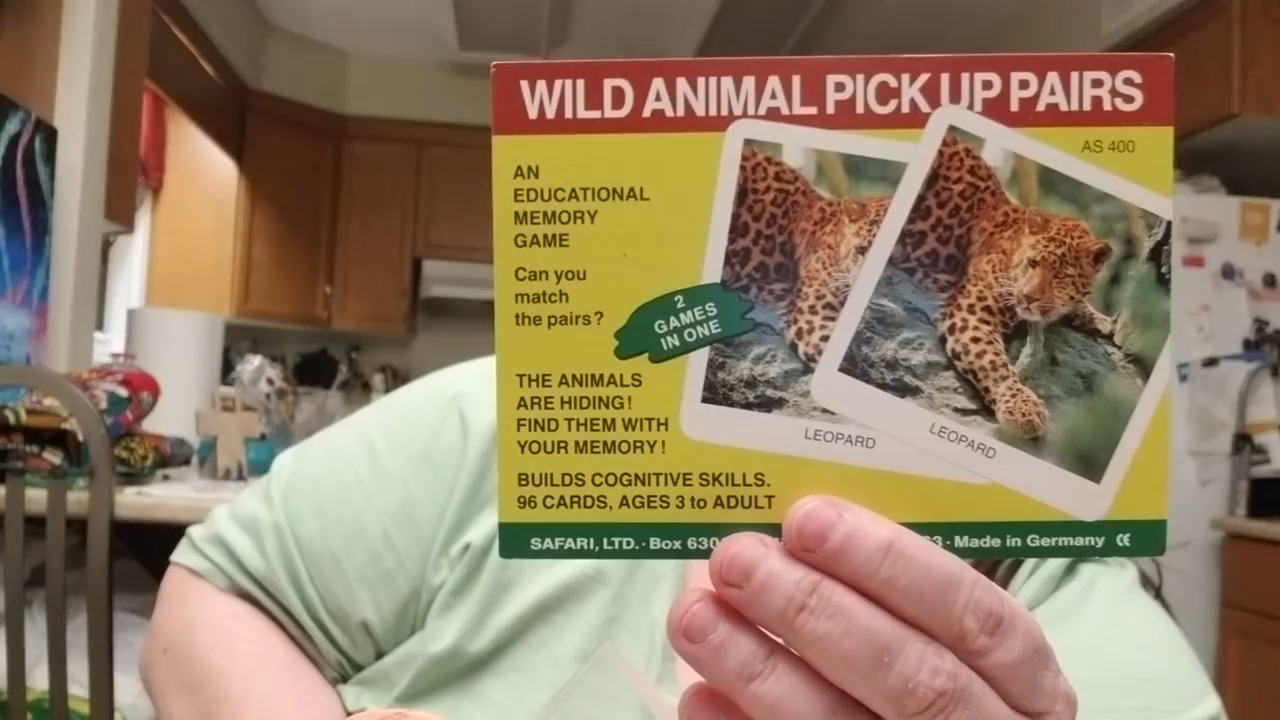 WILD ANIMAL PICK UP PAIRS
AS 400
AN
EDUCATIONAL
MEMORY
GAME
Can you
match
the pairs?
2
GAMES
IN ONE
THE ANIMALS
ARE HIDING!
FIND THEM WITH
YOUR MEMORY!
LEOPARD
LEOPARD
BUILDS COGNITIVE SKILLS.
96 CARDS, AGES 3 to ADULT
SAFARI, LTD. · Box 630 3 · Made in Germany CE